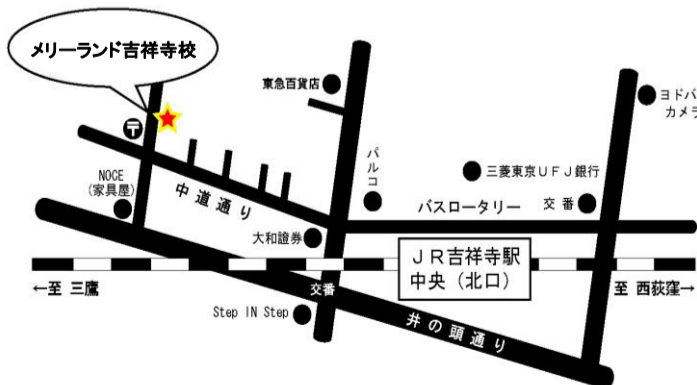 メリーランド吉祥寺校
東急百貨店
ヨドバ
カメラ
〒
パルコ
三菱東京UFJ銀行
NOCE
(家具屋)
中道通り
交番
バスロータリー
大和證券
JR吉祥寺駅
中央(北口)
←至 三鷹
交番
至 西荻窪→
Step IN Step
井の頭通り